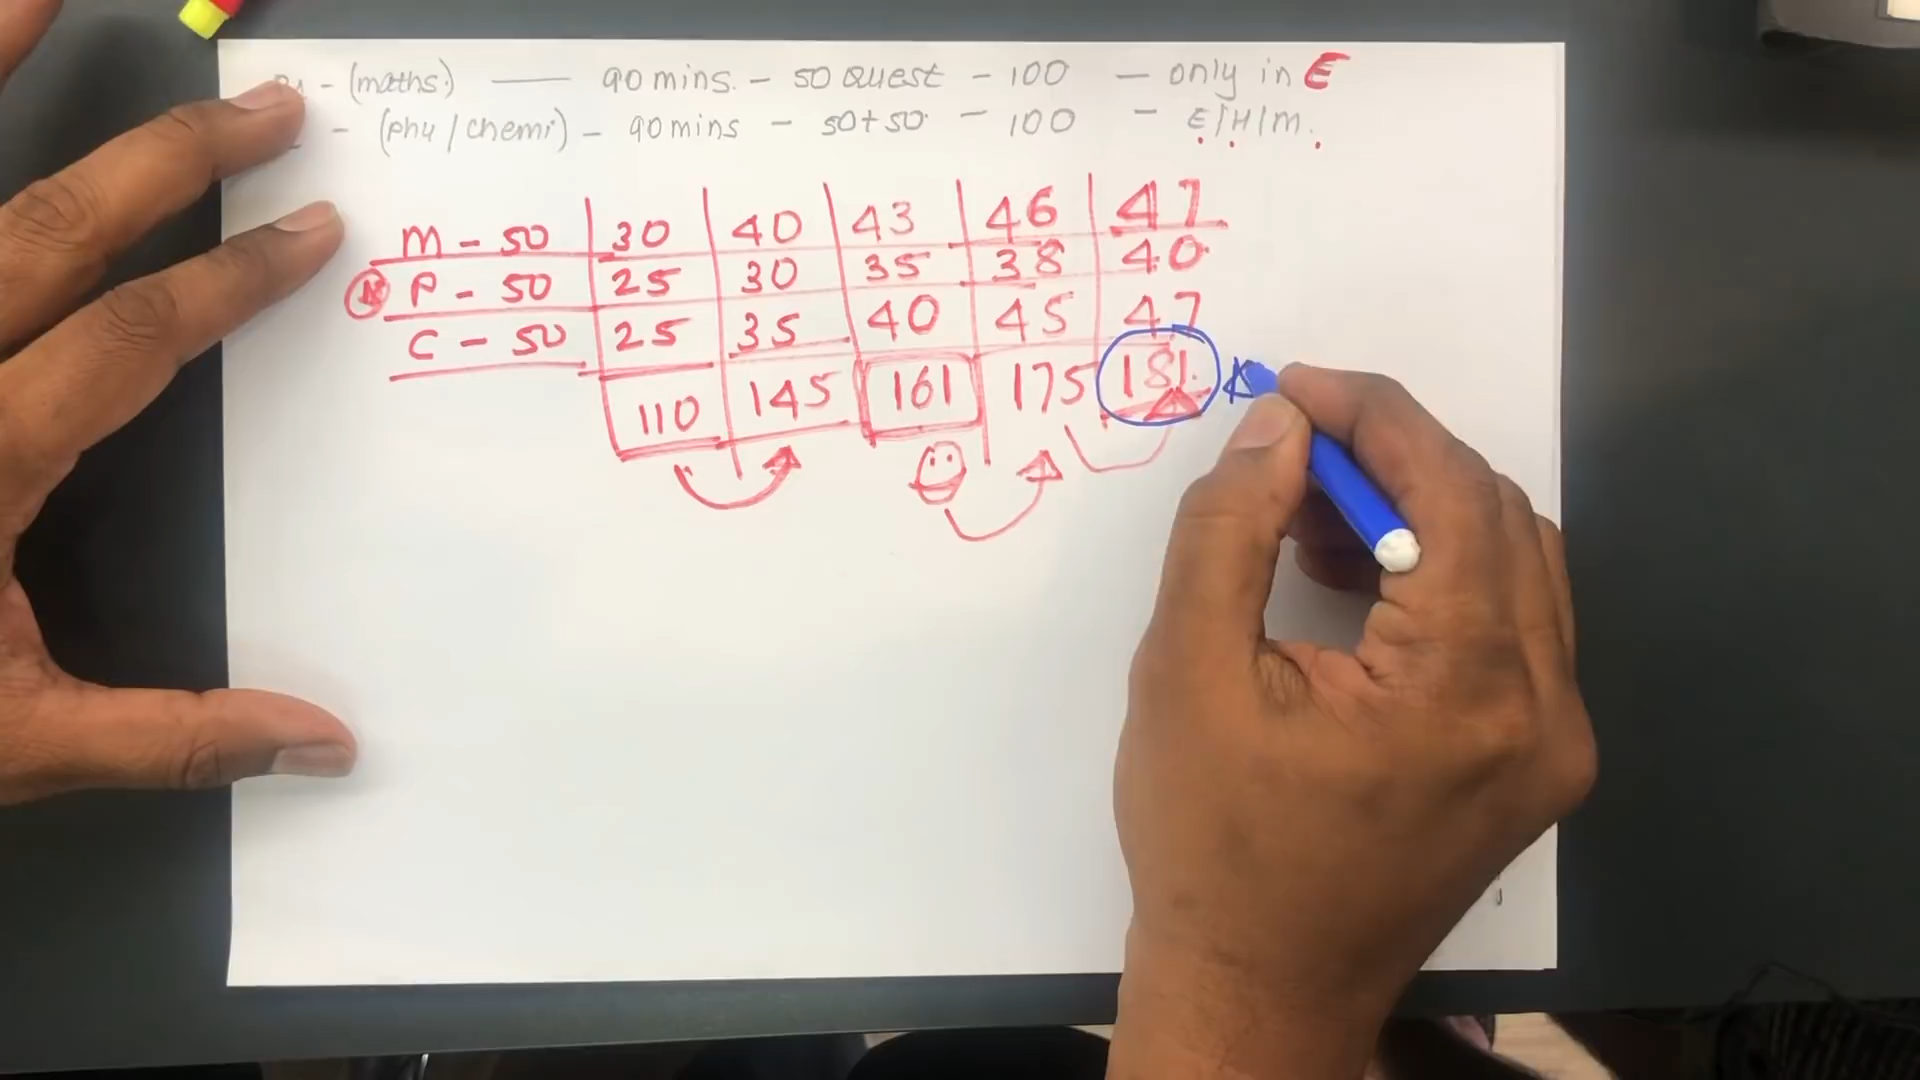 - (maths.) — 90 mins. - 50 Quest - 100 - only in E
- (phy / chemi) - 90 mins - 50 + 50 - 100 - E/H/M.
M - 50 30 40 43 46 47
P - 50 25 30 35 38 40
C - 50 25 35 40 45 47
110 145 161 175 181